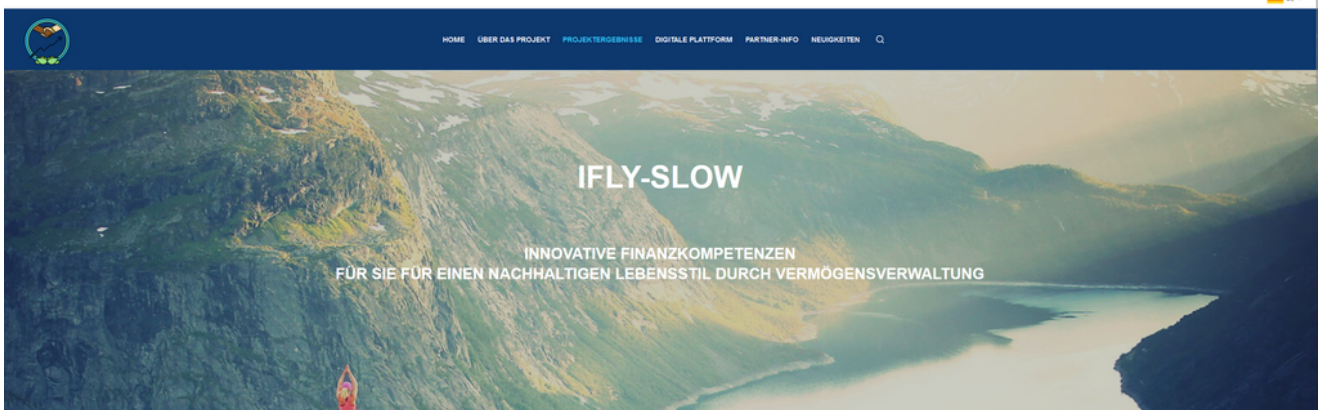 HOME ÜBER DAS PROJEKT PROJEKTERGEBNISSE DIGITALE PLATTFORM PARTNER-INFO NEUIGKEITEN
IFLY-SLOW
INNOVATIVE FINANZKOMPETENZEN
FÜR SIE FÜR EINEN NACHHALTIGEN LEBENSSTIL DURCH VERMÖGENSVERWALTUNG